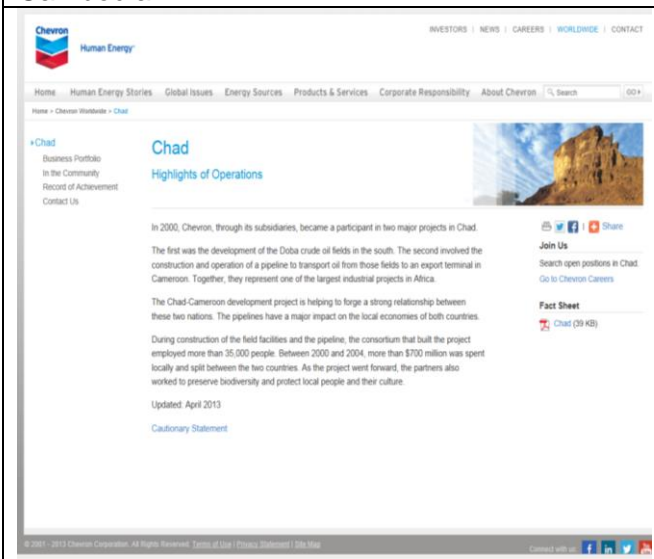 Chevron
Human Energy
INVESTORS | NEWS | CAREERS | WORLDWIDE | CONTACT
Home Human Energy Stories Global Issues Energy Sources Products & Services Corporate Responsibility About Chevron Search GO
Home > Chevron Worldwide > Chad
Chad
Business Portfolio
In the Community
Record of Achievement
Contact Us
Chad
Highlights of Operations
In 2000, Chevron, through its subsidiaries, became a participant in two major projects in Chad.
The first was the development of the Doba crude oil fields in the south. The second involved the
construction and operation of a pipeline to transport oil from those fields to an export terminal in
Cameroon. Together, they represent one of the largest industrial projects in Africa.
The Chad-Cameroon development project is helping to forge a strong relationship between
these two nations. The pipelines have a major impact on the local economies of both countries.
During construction of the field facilities and the pipeline, the consortium that built the project
employed more than 35,000 people. Between 2000 and 2004, more than $700 million was spent
locally and split between the two countries. As the project went forward, the partners also
worked to preserve biodiversity and protect local people and their culture.
Updated: April 2013
Cautionary Statement
Share
Join Us
Search open positions in Chad.
Go to Chevron Careers
Fact Sheet
Chad (39 KB)
© 2001 - 2013 Chevron Corporation. All Rights Reserved. Terms of Use | Privacy Statement | Site Map
Connect with us